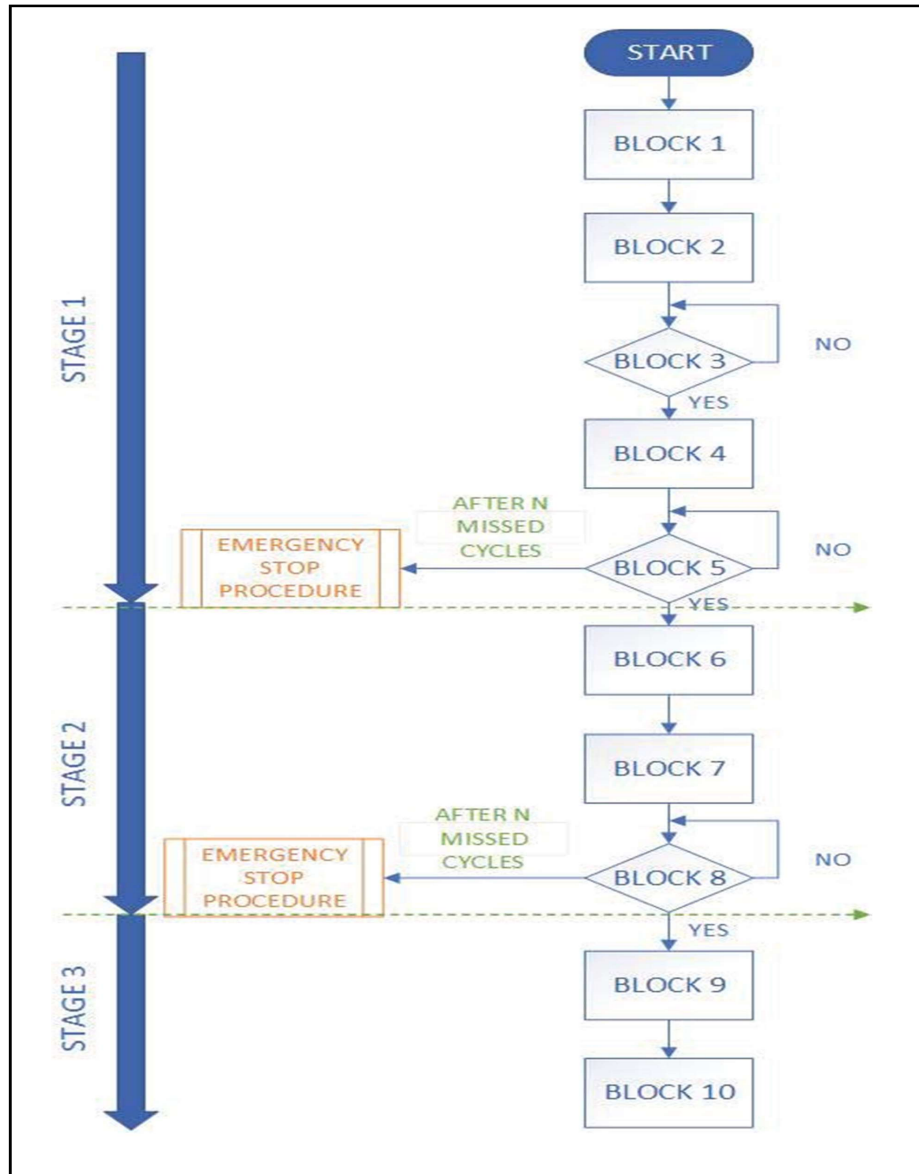 START
BLOCK 1
BLOCK 2
STAGE 1
BLOCK 3
NO
YES
BLOCK 4
AFTER N
MISSED
CYCLES
EMERGENCY
STOP
PROCEDURE
BLOCK 5
NO
YES
BLOCK 6
STAGE 2
BLOCK 7
AFTER N
MISSED
CYCLES
EMERGENCY
STOP
PROCEDURE
BLOCK 8
NO
YES
STAGE 3
BLOCK 9
BLOCK 10